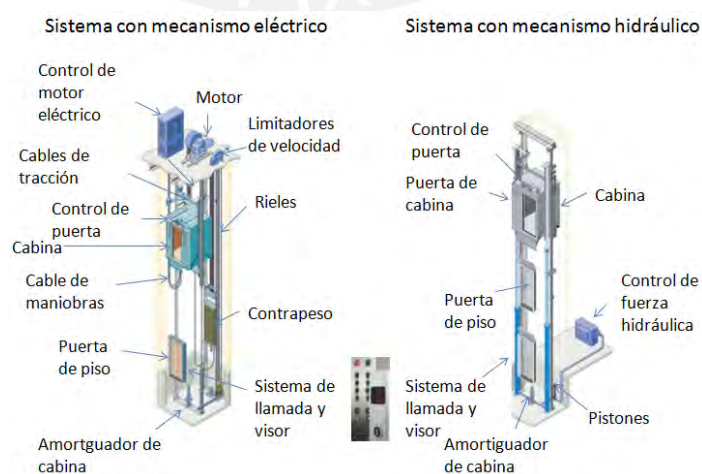 Sistema con mecanismo eléctrico
Control de
motor
eléctrico
Motor
Limitadores
de velocidad
Cables de
tracción
Control de
puerta
Rieles
Cabina
Cable de
maniobras
Contrapeso
Puerta
de piso
Sistema de
llamada y
visor
Amortguador de
cabina
Sistema con mecanismo hidráulico
Control de
puerta
Puerta de
cabina
Cabina
Puerta
de piso
Control de
fuerza
hidráulica
Sistema de
llamada y
visor
Pistones
Amortiguador
de cabina